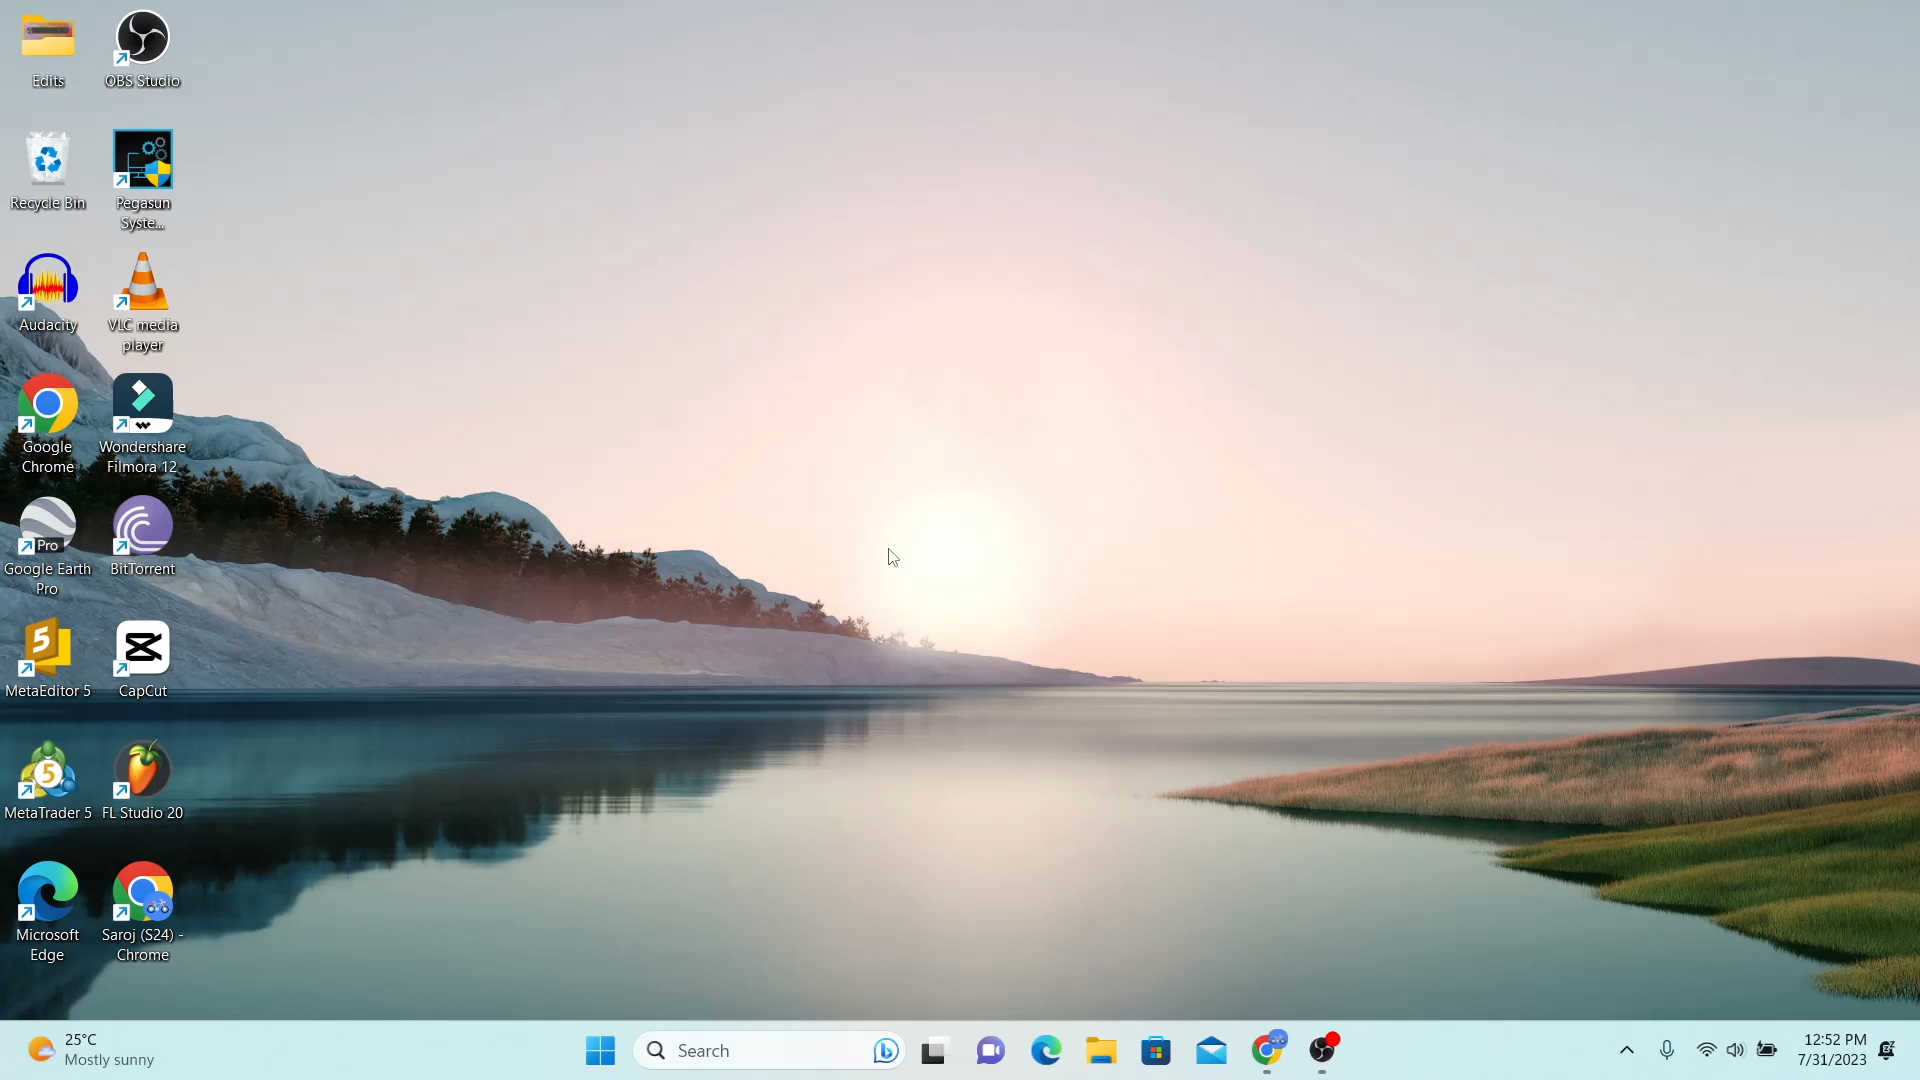 Edits
OBS Studio
Recycle Bin
Pegasun
Syste...
Audacity
VLC media
player
Google
Chrome
Wondershare
Filmora 12
Pro
Google Earth
Pro
BitTorrent
5
MetaEditor 5
CapCut
5
MetaTrader 5
FL Studio 20
Microsoft
Edge
Saroj (S24) -
Chrome
25°C
Mostly sunny
Search
12:52 PM
7/31/2023